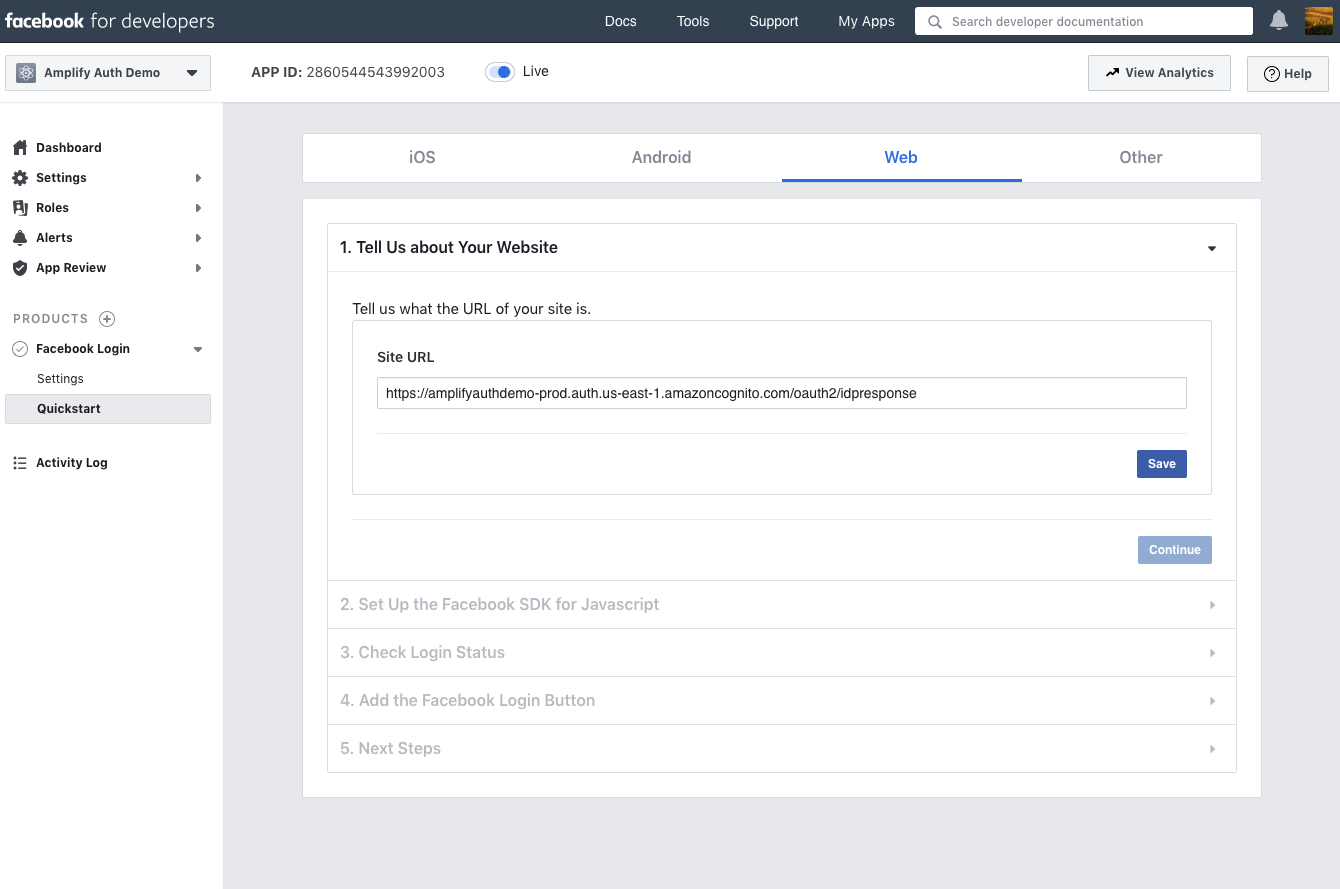 facebook for developers
Docs
Tools
Support
My Apps
Search developer documentation
Amplify Auth Demo
APP ID: 2860544543992003
Live
View Analytics
Help
Dashboard
Settings
Roles
Alerts
App Review
PRODUCTS
Facebook Login
Settings
Quickstart
Activity Log
iOS
Android
Web
Other
1. Tell Us about Your Website
Tell us what the URL of your site is.
Site URL
https://amplifyauthdemo-prod.auth.us-east-1.amazoncognito.com/oauth2/idpresponse
Save
Continue
2. Set Up the Facebook SDK for Javascript
3. Check Login Status
4. Add the Facebook Login Button
5. Next Steps